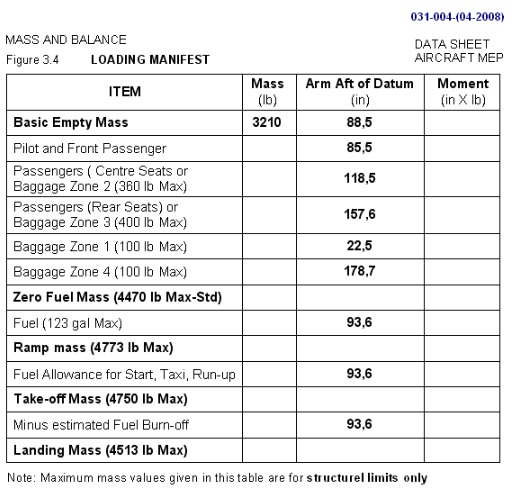 031-004-(04-2008)
MASS AND BALANCE
DATA SHEET
Figure 3.4 LOADING MANIFEST
AIRCRAFT MEP
ITEM
Mass
(lb)
Arm Aft of Datum
(in)
Moment
(in X lb)
Basic Empty Mass 3210 88,5
Pilot and Front Passenger 85,5
Passengers ( Centre Seats or
Baggage Zone 2 (360 lb Max) 118,5
Passengers (Rear Seats) or
Baggage Zone 3 (400 lb Max) 157,6
Baggage Zone 1 (100 lb Max) 22,5
Baggage Zone 4 (100 lb Max) 178,7
Zero Fuel Mass (4470 lb Max-Std)
Fuel (123 gal Max) 93,6
Ramp mass (4773 lb Max)
Fuel Allowance for Start, Taxi, Run-up 93,6
Take-off Mass (4750 lb Max)
Minus estimated Fuel Burn-off 93,6
Landing Mass (4513 lb Max)
Note: Maximum mass values given in this table are for structurel limits only